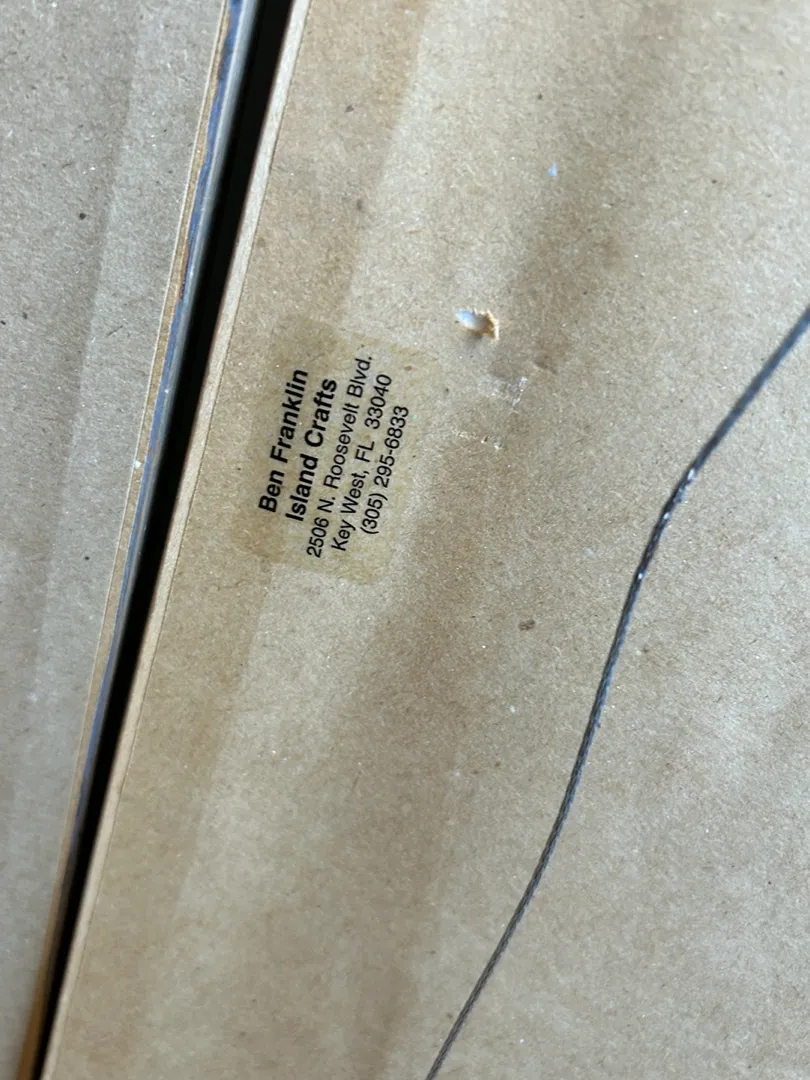 Ben Franklin
Island Crafts
2506 N. Roosevelt Blvd.
Key West, FL 33040
(305) 295-6833